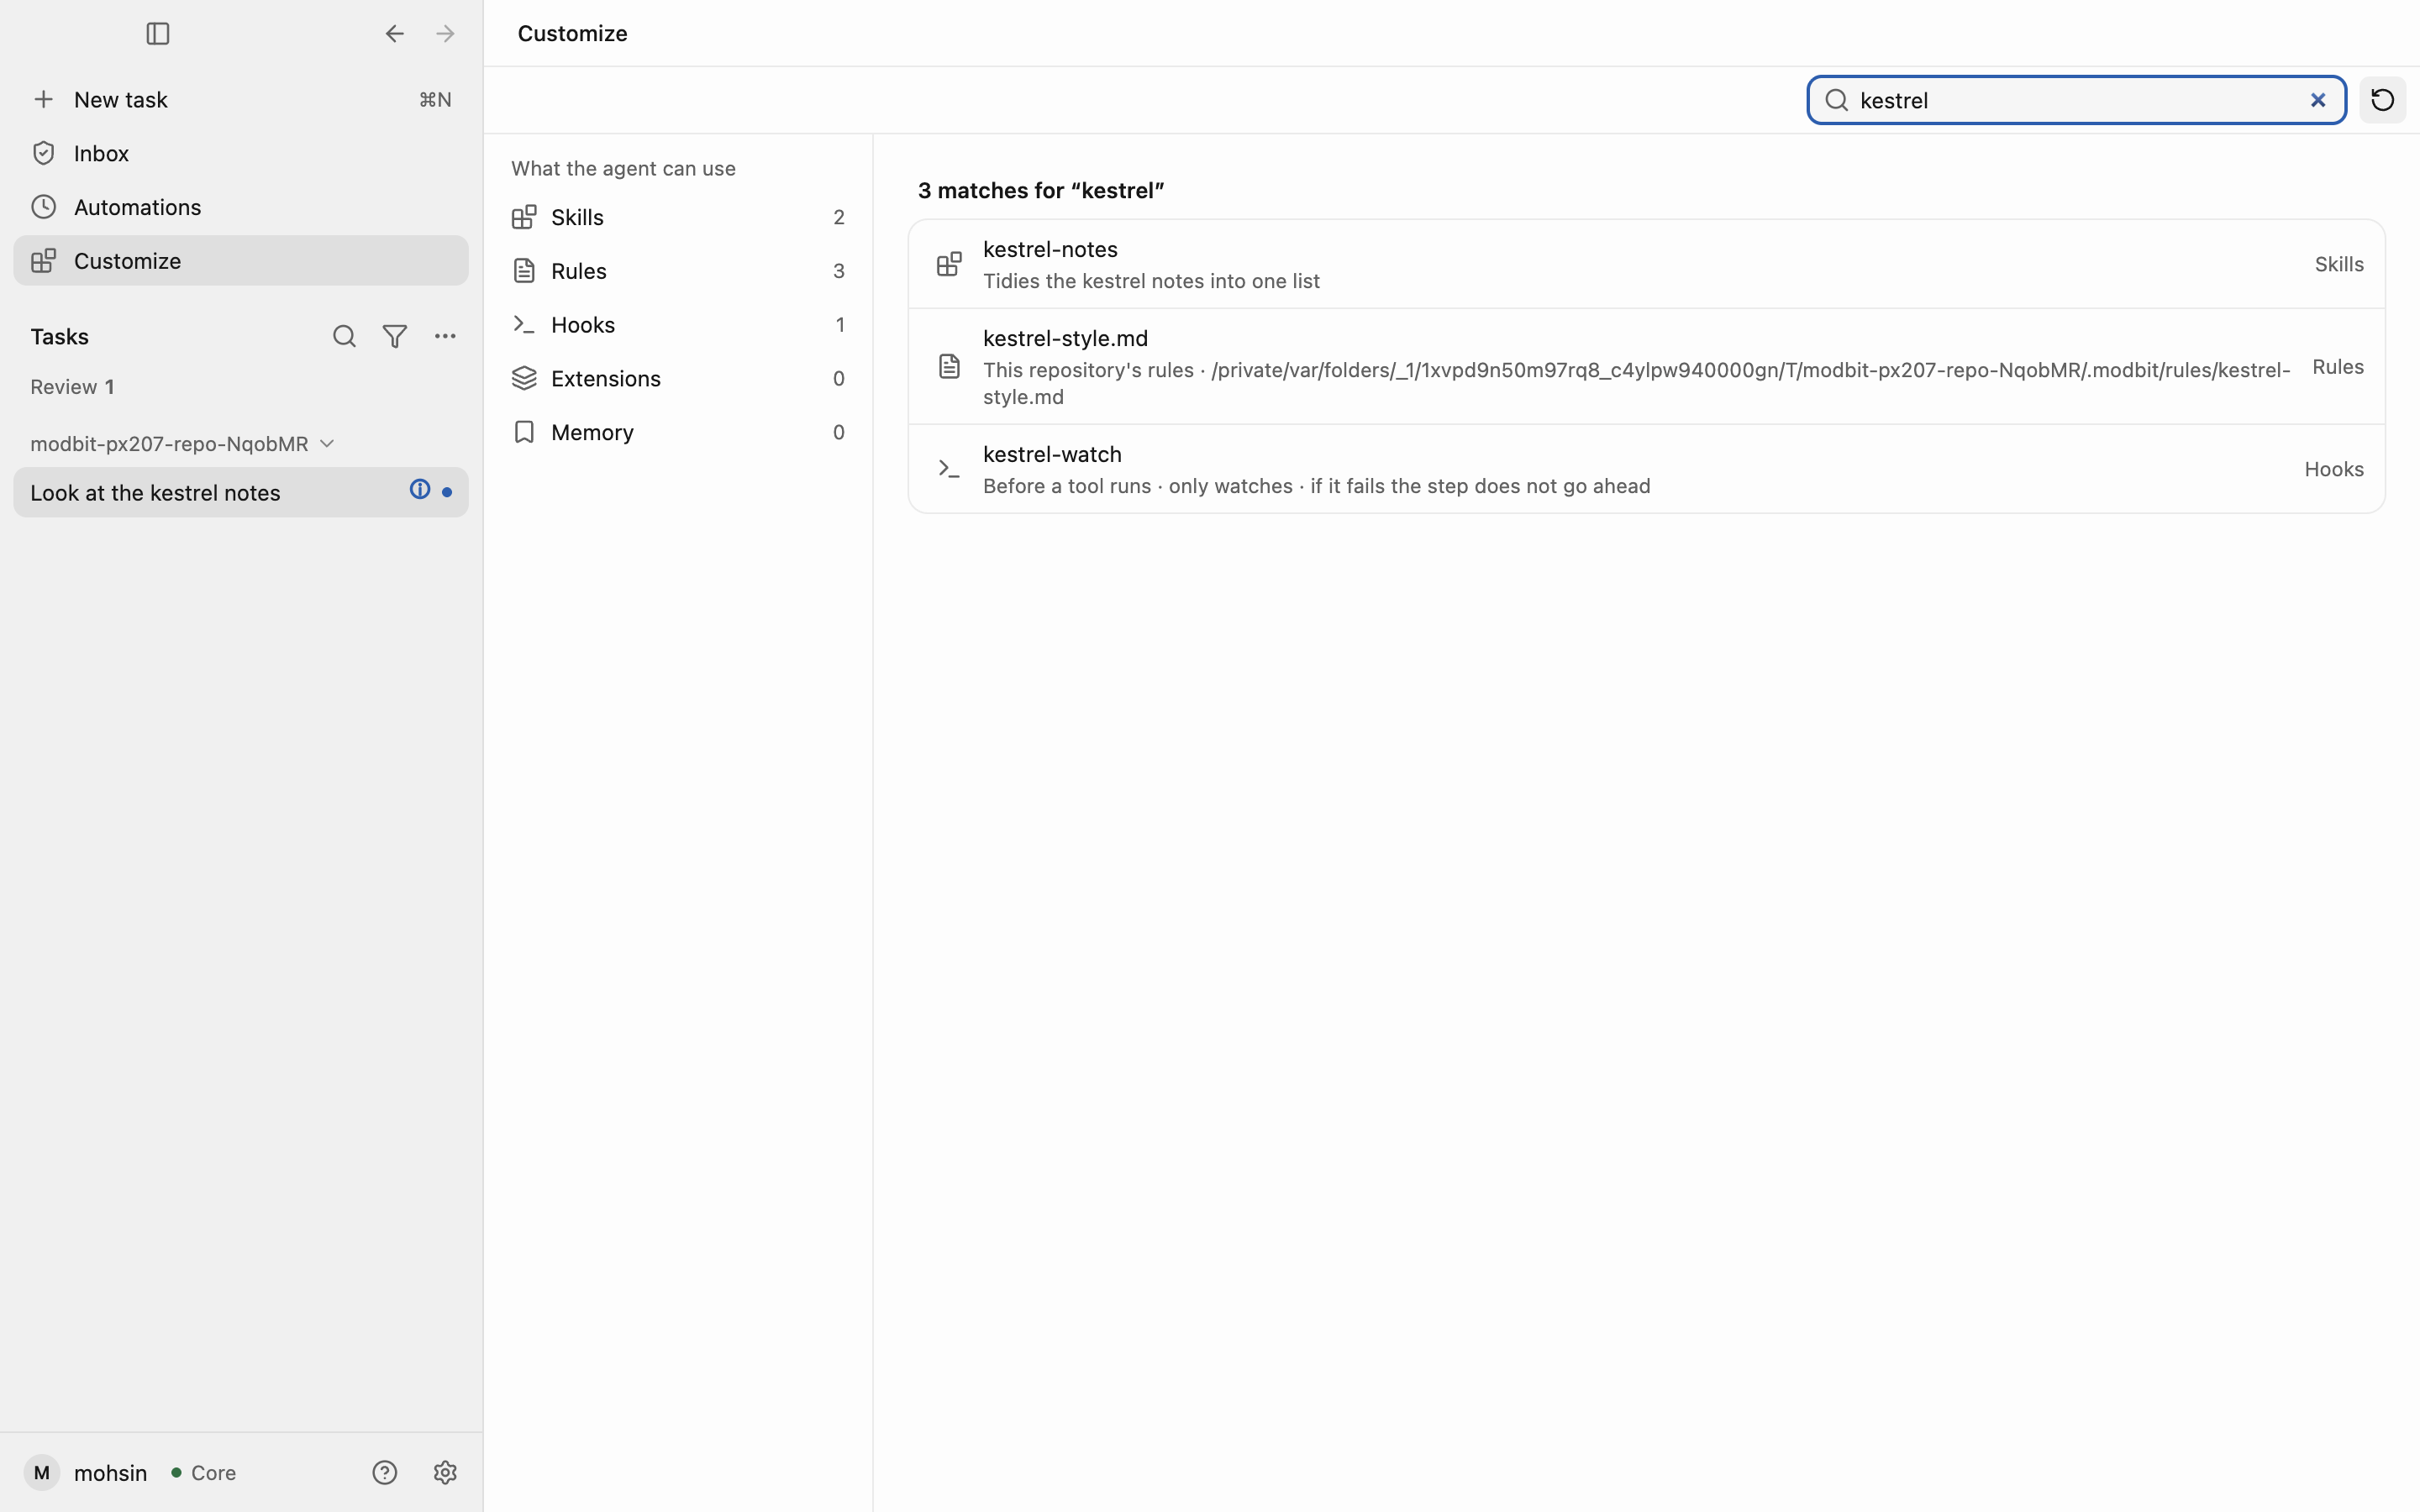 Customize
New task ⌘N
Inbox
Automations
Customize
Tasks
Review 1
modbit-px207-repo-NqobMR
Look at the kestrel notes
M mohsin Core
kestrel
What the agent can use
Skills 2
Rules 3
Hooks 1
Extensions 0
Memory 0
3 matches for “kestrel”
kestrel-notes
Tidies the kestrel notes into one list
Skills
kestrel-style.md
This repository's rules · /private/var/folders/_1/1xvpd9n50m97rq8_c4ylpw940000gn/T/modbit-px207-repo-NqobMR/.modbit/rules/kestrel-
style.md
Rules
kestrel-watch
Before a tool runs · only watches · if it fails the step does not go ahead
Hooks